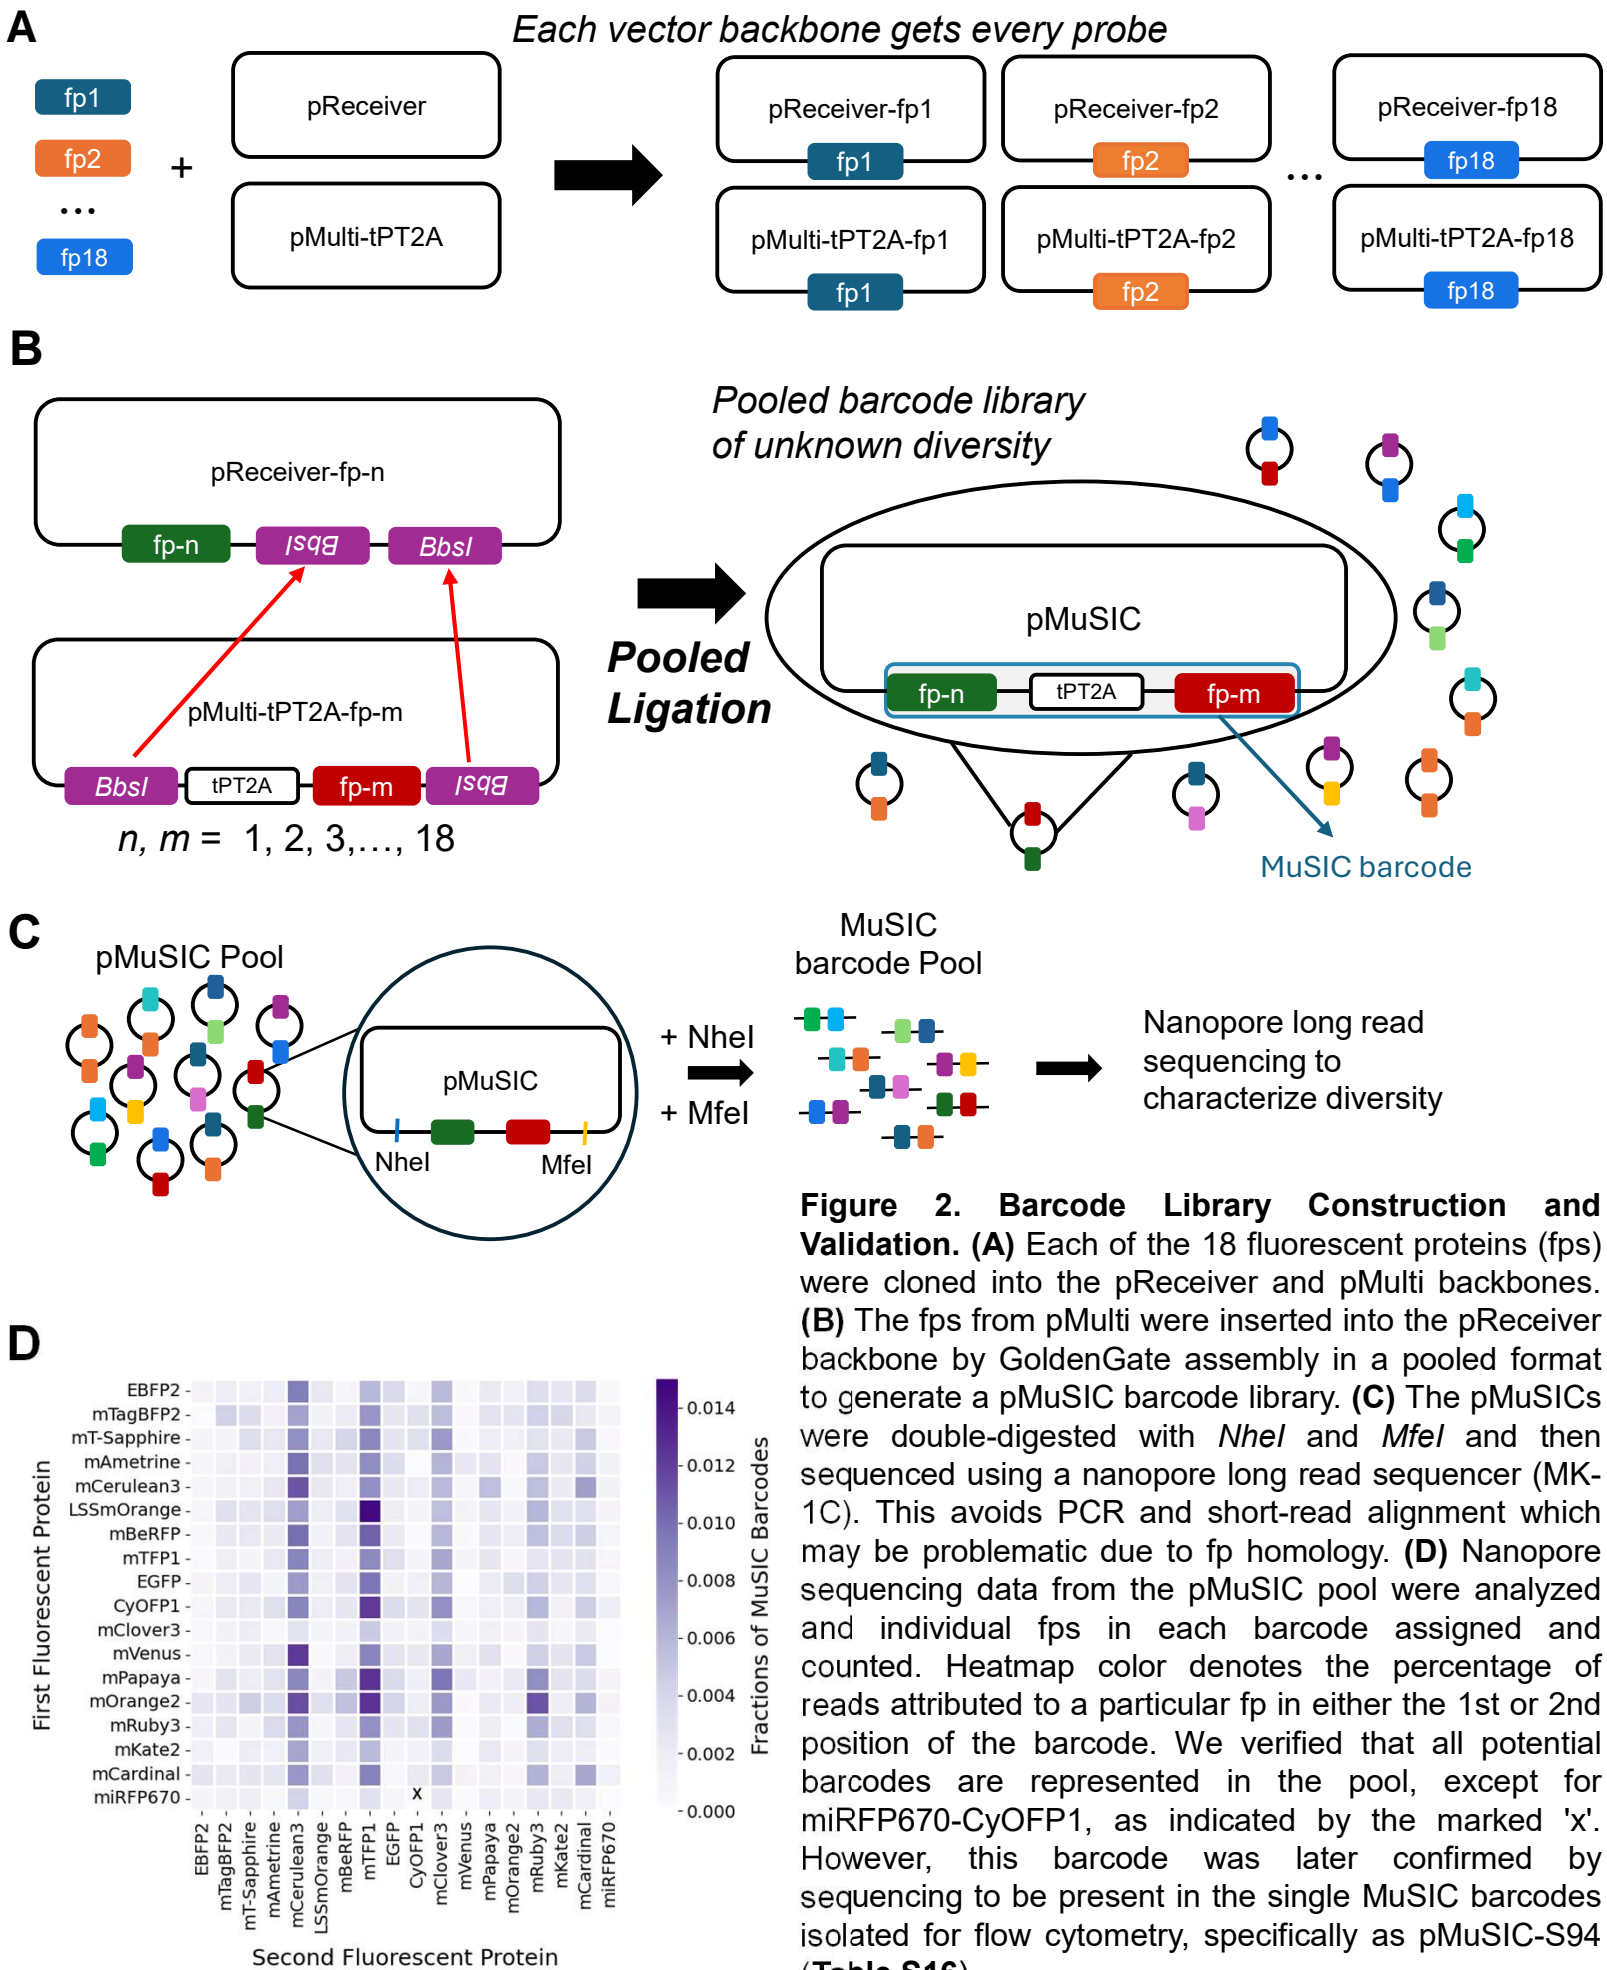 A
Each vector backbone gets every probe
fp1
fp2
...
fp18
+
pReceiver
pMulti-tPT2A
pReceiver-fp1
fp1
pReceiver-fp2
fp2
...
pReceiver-fp18
fp18
pMulti-tPT2A-fp1
fp1
pMulti-tPT2A-fp2
fp2
pMulti-tPT2A-fp18
fp18
B
pReceiver-fp-n
fp-n
BbsI
BbsI
pMulti-tPT2A-fp-m
BbsI
tPT2A
fp-m
BbsI
n, m = 1, 2, 3,..., 18
Pooled
Ligation
Pooled barcode library
of unknown diversity
pMuSIC
fp-n
tPT2A
fp-m
MuSIC barcode
C
pMuSIC Pool
pMuSIC
NheI
MfeI
+ NheI
+ MfeI
MuSIC
barcode Pool
Nanopore long read
sequencing to
characterize diversity
D
First Fluorescent Protein
EBFP2
mTagBFP2
mT-Sapphire
mAmetrine
mCerulean3
LSSmOrange
mBeRFP
mTFP1
EGFP
CyOFP1
mClover3
mVenus
mPapaya
mOrange2
mRuby3
mKate2
mCardinal
miRFP670
x
EBFP2
mTagBFP2
mT-Sapphire
mAmetrine
mCerulean3
LSSmOrange
mBeRFP
mTFP1
EGFP
CyOFP1
mClover3
mVenus
mPapaya
mOrange2
mRuby3
mKate2
mCardinal
miRFP670
Second Fluorescent Protein
0.014
0.012
0.010
0.008
0.006
0.004
0.002
0.000
Fractions of MuSIC Barcodes
Figure 2. Barcode Library Construction and
Validation. (A) Each of the 18 fluorescent proteins (fps)
were cloned into the pReceiver and pMulti backbones.
(B) The fps from pMulti were inserted into the pReceiver
backbone by GoldenGate assembly in a pooled format
to generate a pMuSIC barcode library. (C) The pMuSICs
were double-digested with NheI and MfeI and then
sequenced using a nanopore long read sequencer (MK-
1C). This avoids PCR and short-read alignment which
may be problematic due to fp homology. (D) Nanopore
sequencing data from the pMuSIC pool were analyzed
and individual fps in each barcode assigned and
counted. Heatmap color denotes the percentage of
reads attributed to a particular fp in either the 1st or 2nd
position of the barcode. We verified that all potential
barcodes are represented in the pool, except for
miRFP670-CyOFP1, as indicated by the marked 'x'.
However, this barcode was later confirmed by
sequencing to be present in the single MuSIC barcodes
isolated for flow cytometry, specifically as pMuSIC-S94
(Table S16)